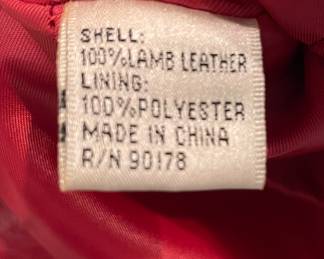 SHELL:
100%LAMB LEATHER
LINING:
100%POLYESTER
MADE IN CHINA
R/N 90178